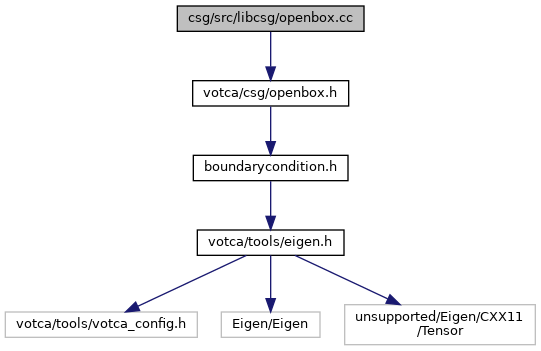 csg/src/libcsg/openbox.cc
votca/csg/openbox.h
boundarycondition.h
votca/tools/eigen.h
votca/tools/votca_config.h
Eigen/Eigen
unsupported/Eigen/CXX11
/Tensor